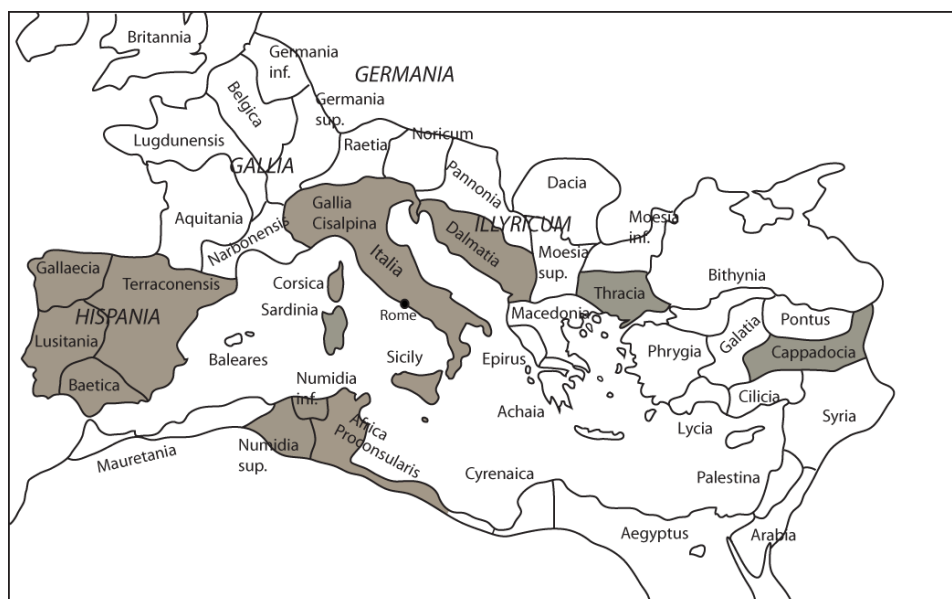 Britannia
Germania
inf.
GERMANIA
Belgica
Germania
sup.
Lugdunensis
Noricum
Raetia
GALLIA
Pannonia
Dacia
Gallia
Cisalpina
Aquitania
Narbonensis
ILLYRICUM
Dalmatia
Moesia
inf.
Moesia
sup.
Gallaecia
Terraconensis
Italia
Corsica
Bithynia
Thracia
Sardinia
Rome
Macedonia
HISPANIA
Pontus
Galatia
Lusitania
Baleares
Sicily
Epirus
Phrygia
Cappadocia
Baetica
Numidia
inf.
Cilicia
Achaia
Syria
Africa
Proconsularis
Lycia
Numidia
sup.
Mauretania
Cyrenaica
Palestina
Aegyptus
Arabia